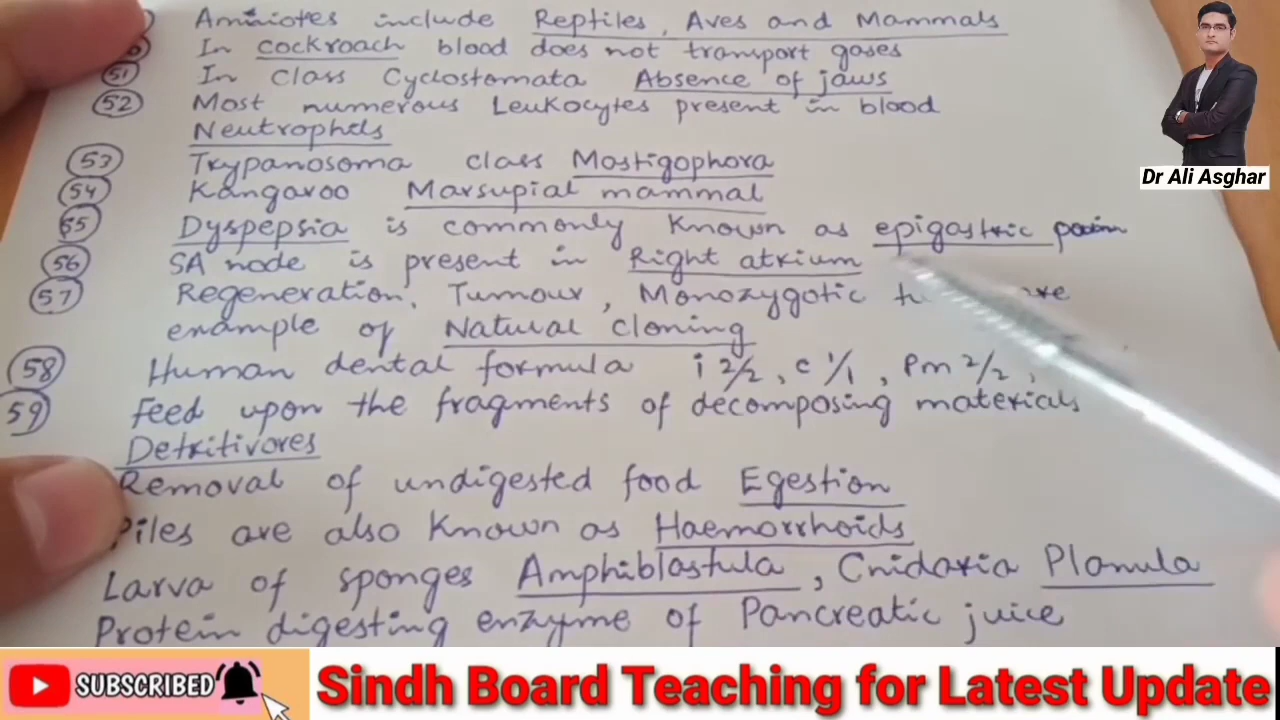 Amniotes include Reptiles, Aves and Mammals
In cockroach blood does not transport gases
51 In class Cyclostomata Absence of jaws
52 Most numerous Leukocytes present in blood
Neutrophils
53 Trypanosoma class Mastigophora
54 Kangaroo Marsupial mammal
55 Dyspepsia is commonly known as epigastric pain
56 SA node is present in Right atrium
57 Regeneration, Tumour, Monozygotic
example of Natural cloning
58 Human dental formula i 2/2, c 1/1, Pm 2/2,
59 Feed upon the fragments of decomposing materials
Detritivores
Removal of undigested food Egestion
Piles are also known as Haemorrhoids
Larva of sponges Amphiblastula, Cnidaria Planula
Protein digesting enzyme of Pancreatic juice
Dr Ali Asghar
SUBSCRIBED
Sindh Board Teaching for Latest Update